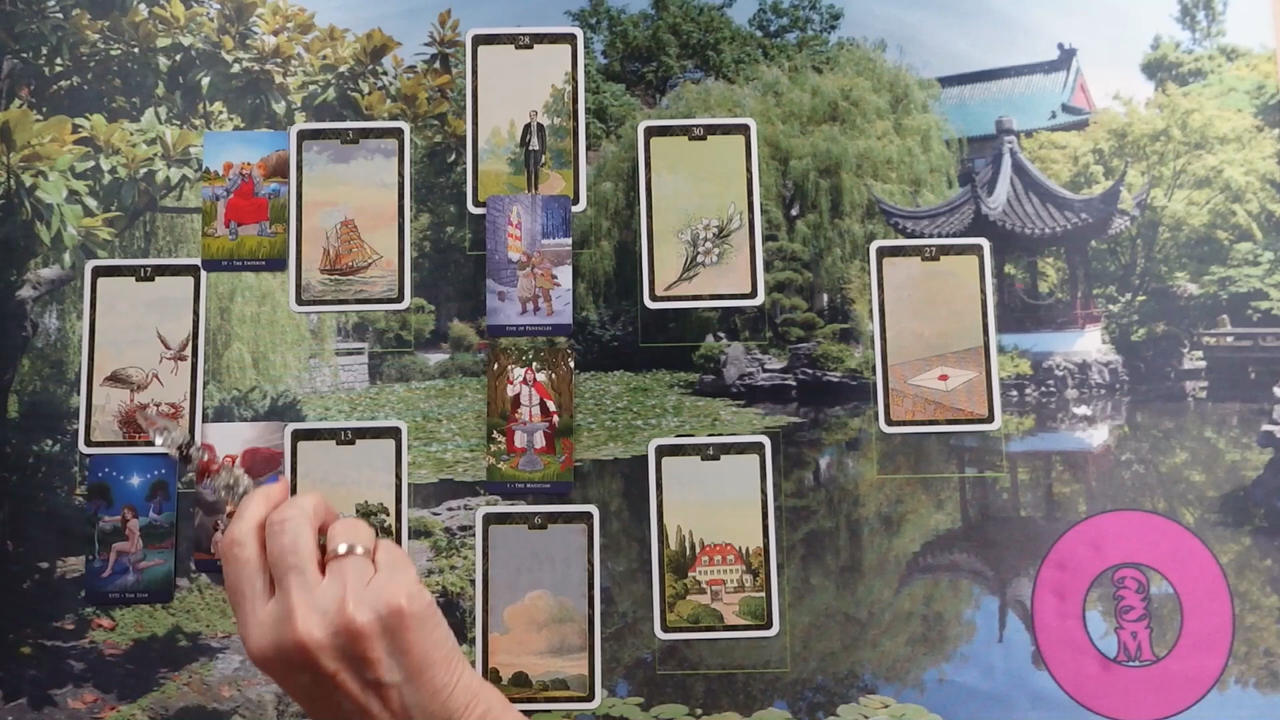 28
3
30
IV • THE EMPEROR
27
17
FIVE OF PENTACLES
13
I • THE MAGICIAN
4
6
XVII • THE STAR